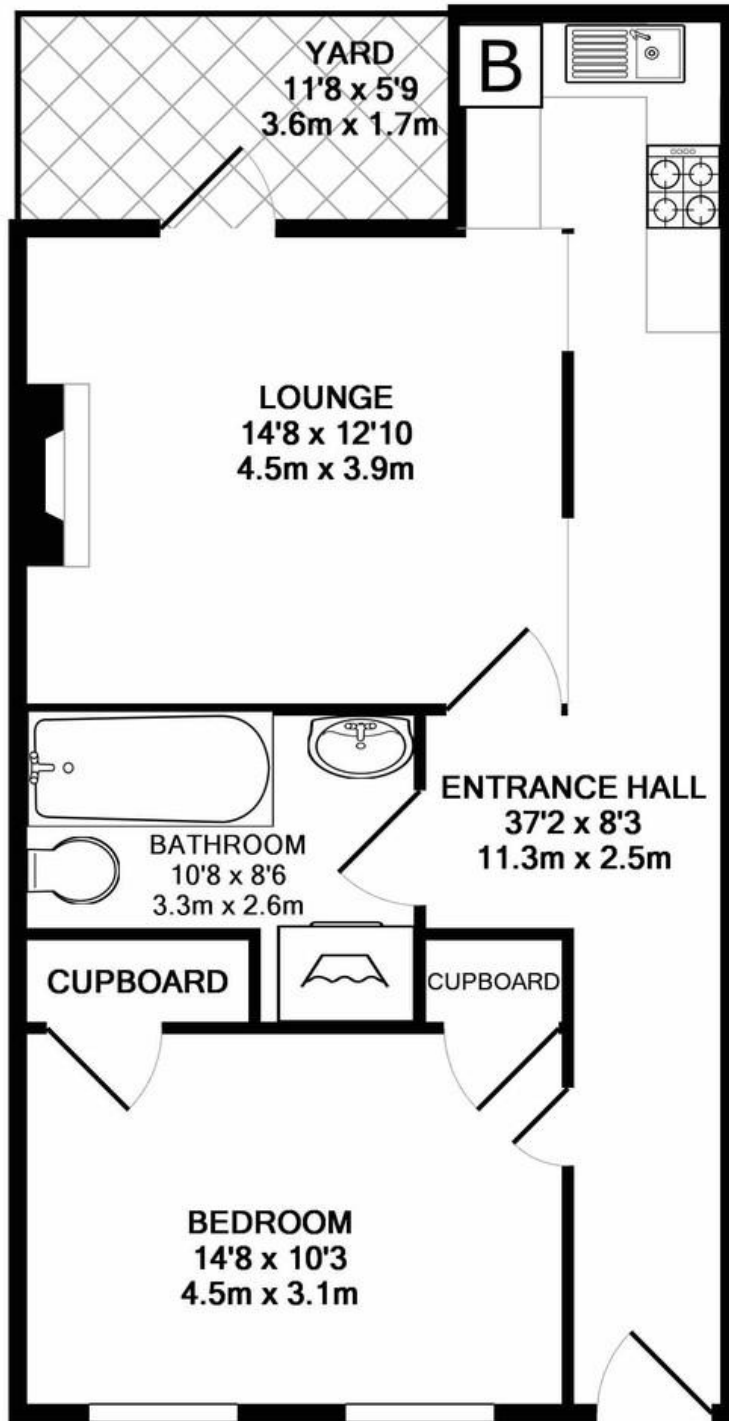 YARD
11'8 x 5'9
3.6m x 1.7m
B
LOUNGE
14'8 x 12'10
4.5m x 3.9m
ENTRANCE HALL
37'2 x 8'3
11.3m x 2.5m
BATHROOM
10'8 x 8'6
3.3m x 2.6m
CUPBOARD
CUPBOARD
BEDROOM
14'8 x 10'3
4.5m x 3.1m